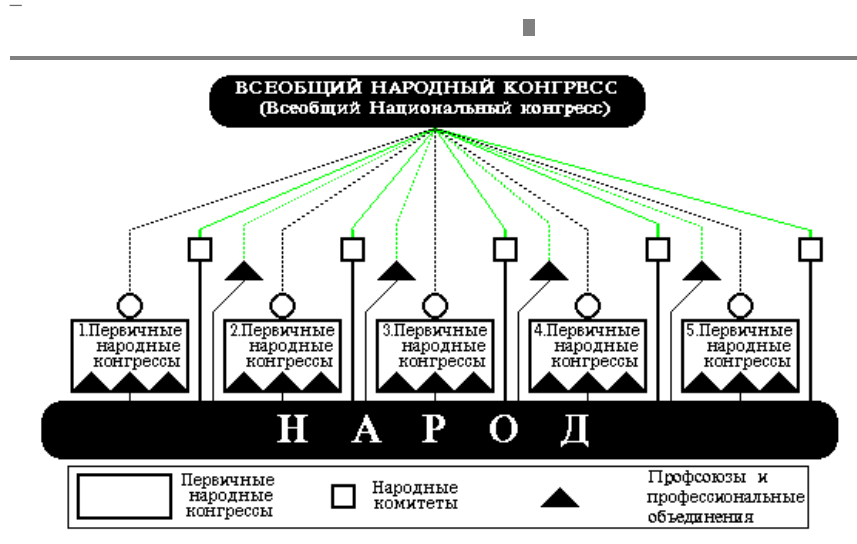 ВСЕОБЩИЙ НАРОДНЫЙ КОНГРЕСС
(Всеобщий Национальный конгресс)
1.Первичные
народные
конгрессы
2.Первичные
народные
конгрессы
3.Первичные
народные
конгрессы
4.Первичные
народные
конгрессы
5.Первичные
народные
конгрессы
Н А Р О Д
Первичные
народные
конгрессы
Народные
комитеты
Профсоюзы и
профессиональные
объединения